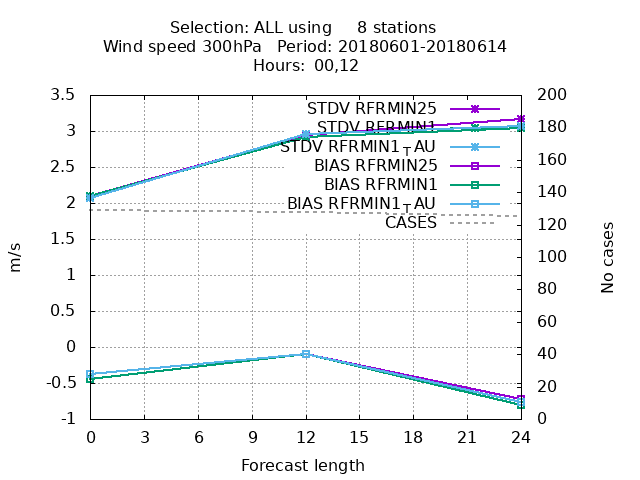 Selection: ALL using     8 stations
Wind speed 300hPa   Period: 20180601-20180614
Hours: 00,12
3.5
3
2.5
2
1.5
1
0.5
0
-0.5
-1
m/s
STDV RFRMIN25
STDV RFRMIN1
STDV RFRMIN1_TAU
BIAS RFRMIN25
BIAS RFRMIN1
BIAS RFRMIN1_TAU
CASES
200
180
160
140
120
100
80
60
40
20
0
No cases
0 3 6 9 12 15 18 21 24
Forecast length